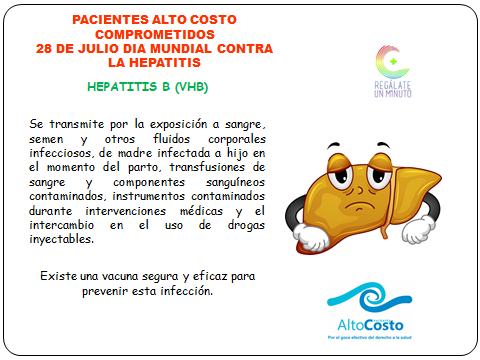 PACIENTES ALTO COSTO
COMPROMETIDOS
28 DE JULIO DIA MUNDIAL CONTRA
LA HEPATITIS
HEPATITIS B (VHB)
REGÁLATE
UN MINUTO
Se transmite por la exposición a sangre,
semen y otros fluidos corporales
infecciosos, de madre infectada a hijo en
el momento del parto, transfusiones de
sangre y componentes sanguíneos
contaminados, instrumentos contaminados
durante intervenciones médicas y el
intercambio en el uso de drogas
inyectables.
Existe una vacuna segura y eficaz para
prevenir esta infección.
AltoCosto
Por el goce efectivo del derecho a la salud